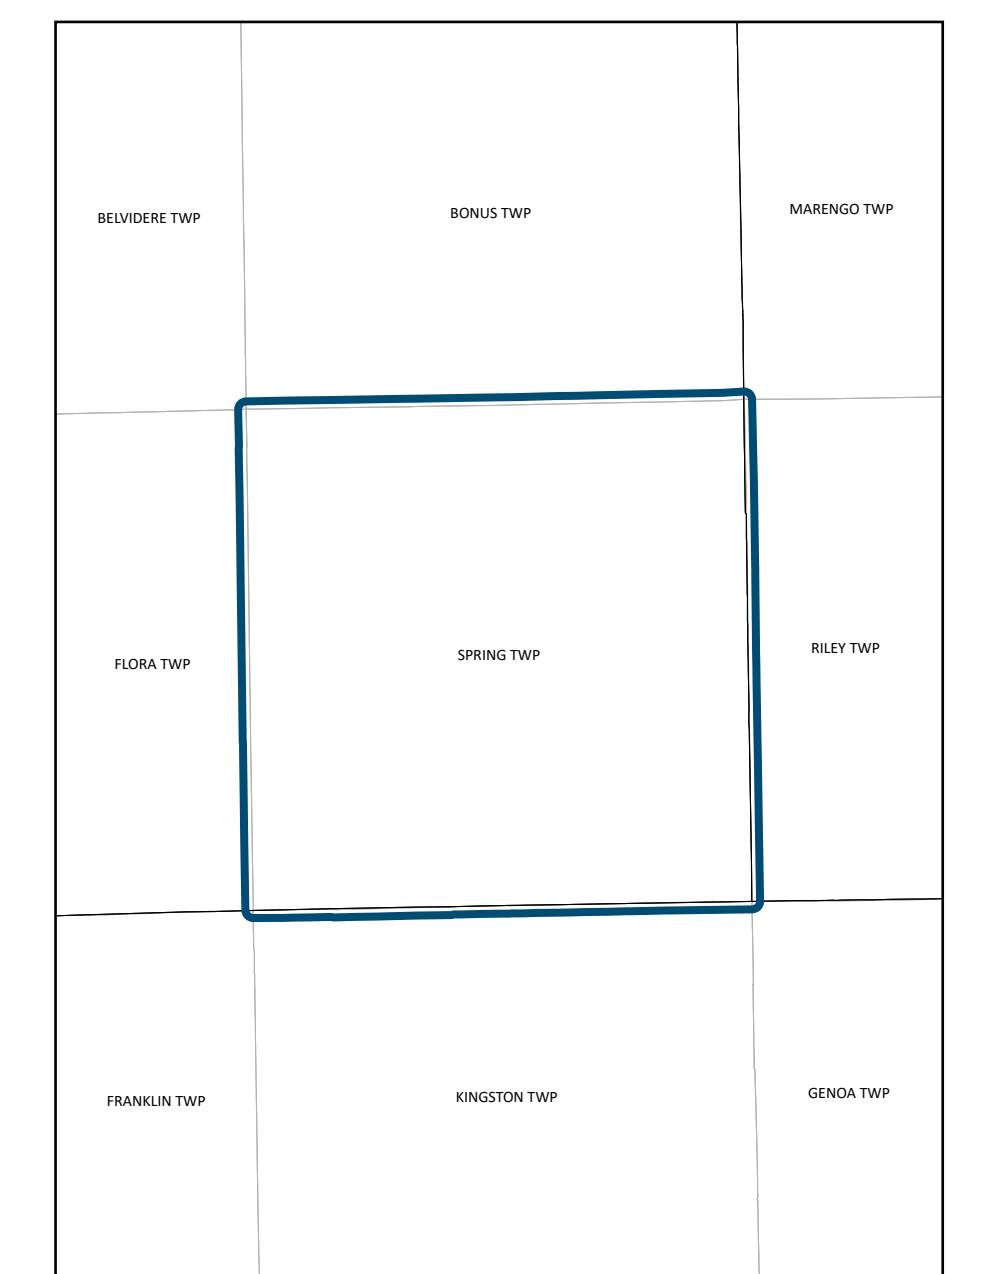 BELVIDERE TWP
BONUS TWP
MARENGO TWP
FLORA TWP
SPRING TWP
RILEY TWP
FRANKLIN TWP
KINGSTON TWP
GENOA TWP